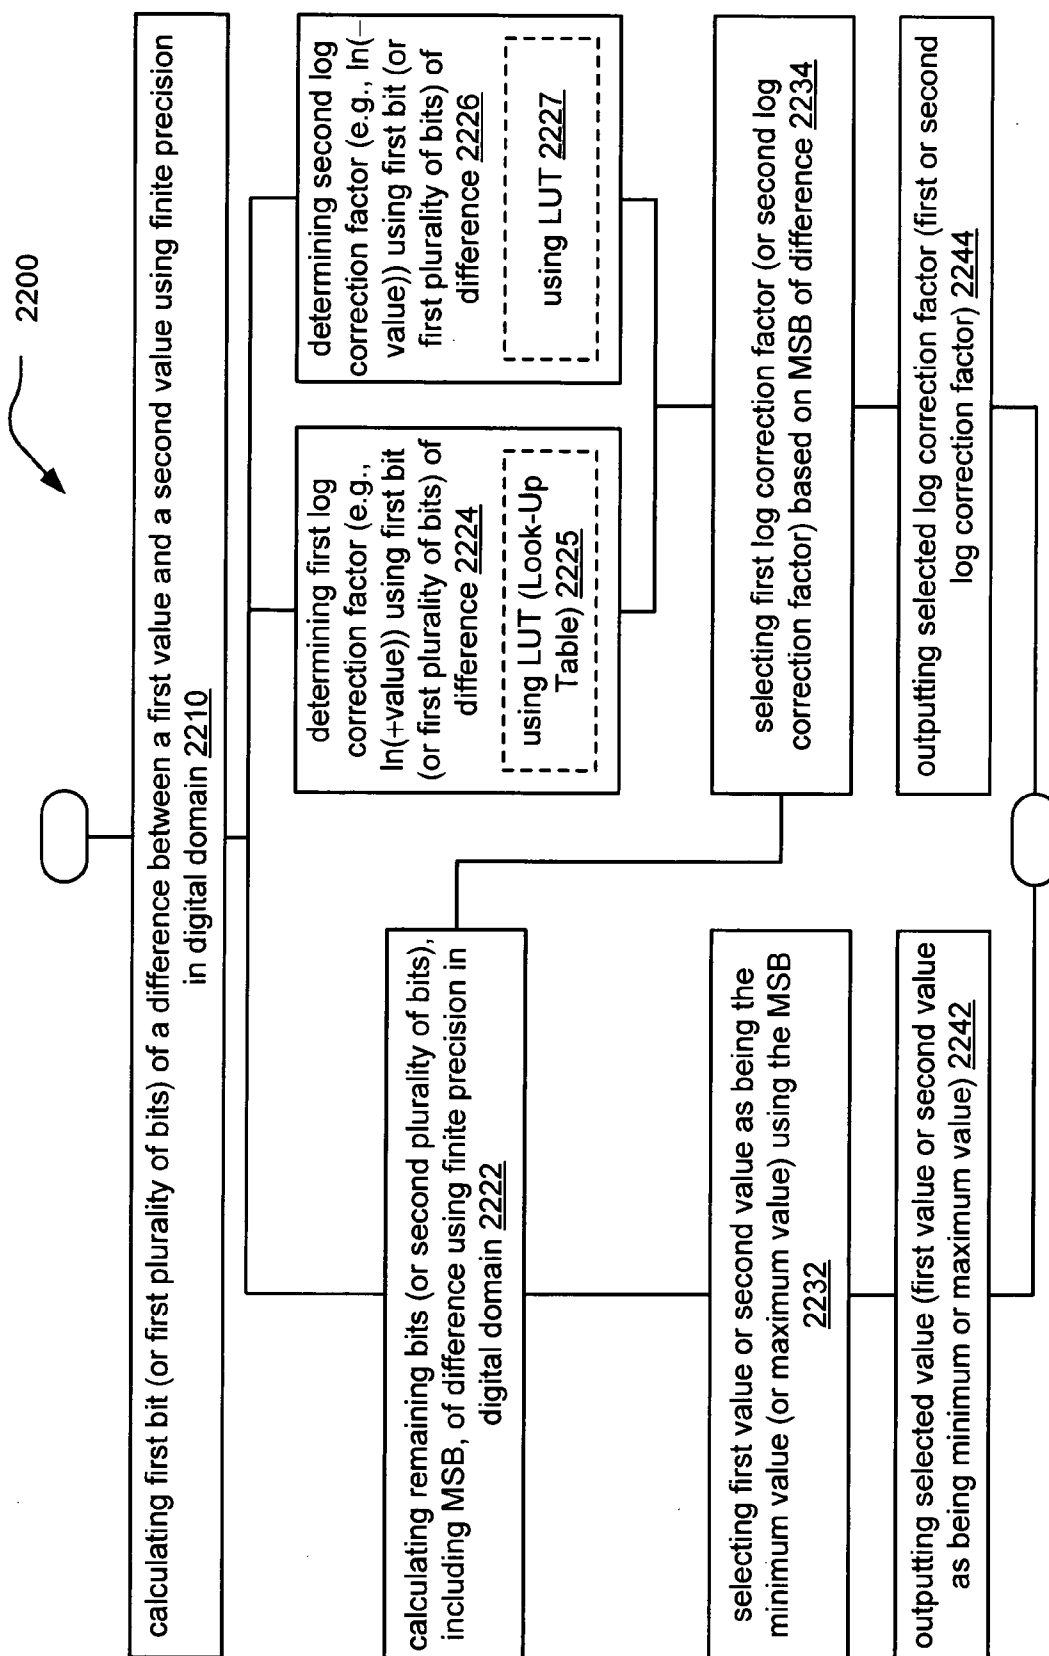 2200
calculating first bit (or first plurality of bits) of a difference between a first value and a second value using finite precision
in digital domain 2210
calculating remaining bits (or second plurality of bits),
including MSB, of difference using finite precision in
digital domain 2222
determining first log
correction factor (e.g.,
ln(+value)) using first bit
(or first plurality of bits) of
difference 2224
using LUT (Look-Up
Table) 2225
determining second log
correction factor (e.g., ln(−
value)) using first bit (or
first plurality of bits) of
difference 2226
using LUT 2227
selecting first value or second value as being the
minimum value (or maximum value) using the MSB
2232
selecting first log correction factor (or second log
correction factor) based on MSB of difference 2234
outputting selected value (first value or second value
as being minimum or maximum value) 2242
outputting selected log correction factor (first or second
log correction factor) 2244